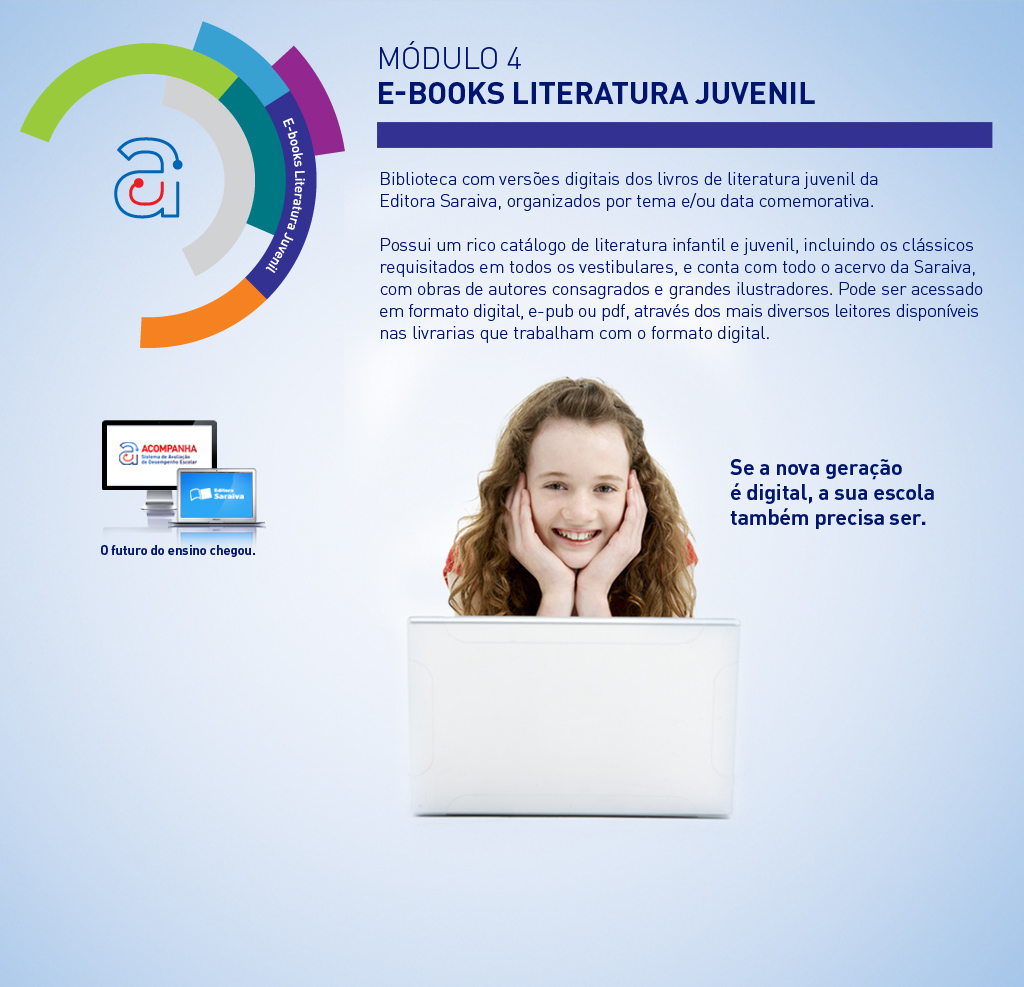 MÓDULO 4
E-BOOKS LITERATURA JUVENIL
E-books Literatura Juvenil
Biblioteca com versões digitais dos livros de literatura juvenil da
Editora Saraiva, organizados por tema e/ou data comemorativa.
Possui um rico catálogo de literatura infantil e juvenil, incluindo os clássicos
requisitados em todos os vestibulares, e conta com todo o acervo da Saraiva,
com obras de autores consagrados e grandes ilustradores. Pode ser acessado
em formato digital, e-pub ou pdf, através dos mais diversos leitores disponíveis
nas livrarias que trabalham com o formato digital.
ACOMPANHA
Sistema de Avaliação
de Desempenho Escolar
Editora
Saraiva
O futuro do ensino chegou.
Se a nova geração
é digital, a sua escola
também precisa ser.